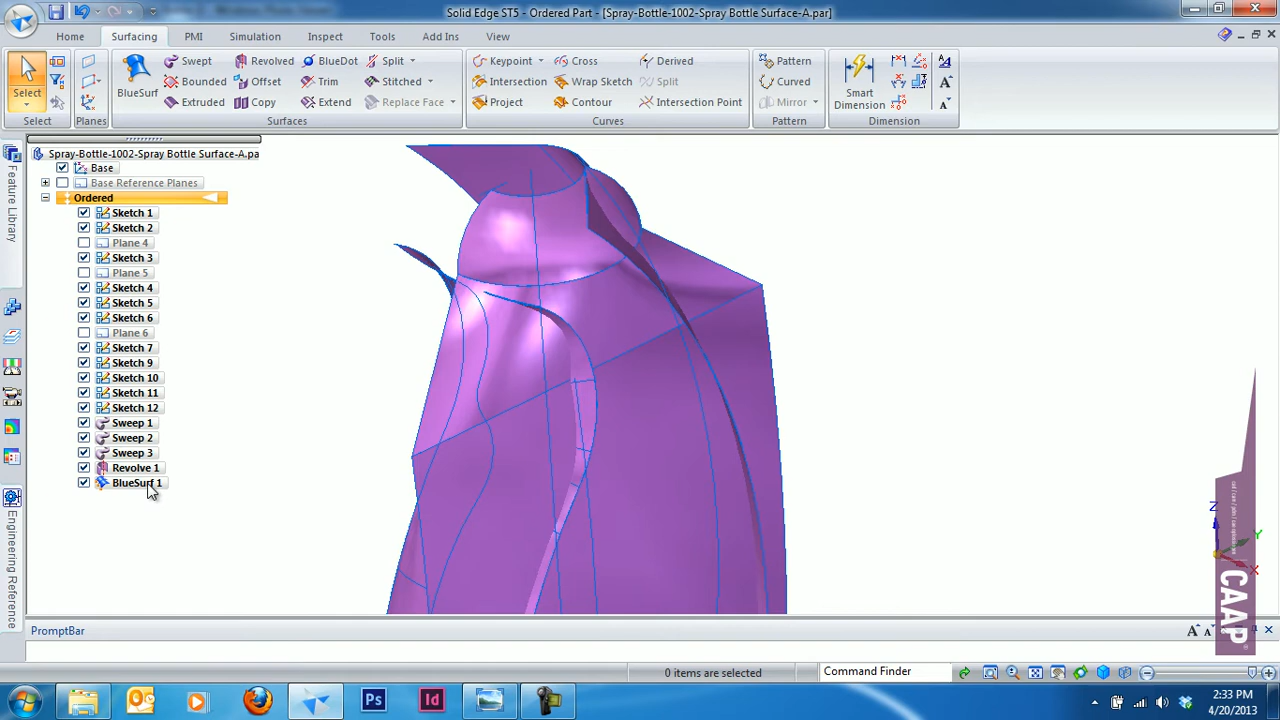 Solid Edge ST5 - Ordered Part - [Spray-Bottle-1002-Spray Bottle Surface-A.par]
Home Surfacing PMI Simulation Inspect Tools Add Ins View
Select
Select
Planes
BlueSurf
Swept Revolved BlueDot Split
Bounded Offset Trim Stitched
Extruded Copy Extend Replace Face
Surfaces
Keypoint Cross Derived
Intersection Wrap Sketch Split
Project Contour Intersection Point
Curves
Pattern
Curved
Mirror
Pattern
Smart
Dimension
Dimension
Feature Library
Engineering Reference
Spray-Bottle-1002-Spray Bottle Surface-A.pa
Base
Base Reference Planes
Ordered
Sketch 1
Sketch 2
Plane 4
Sketch 3
Plane 5
Sketch 4
Sketch 5
Sketch 6
Plane 6
Sketch 7
Sketch 9
Sketch 10
Sketch 11
Sketch 12
Sweep 1
Sweep 2
Sweep 3
Revolve 1
BlueSurf 1
Z
Y
X
CAAP
PromptBar
0 items are selected
Command Finder
2:33 PM
4/20/2013